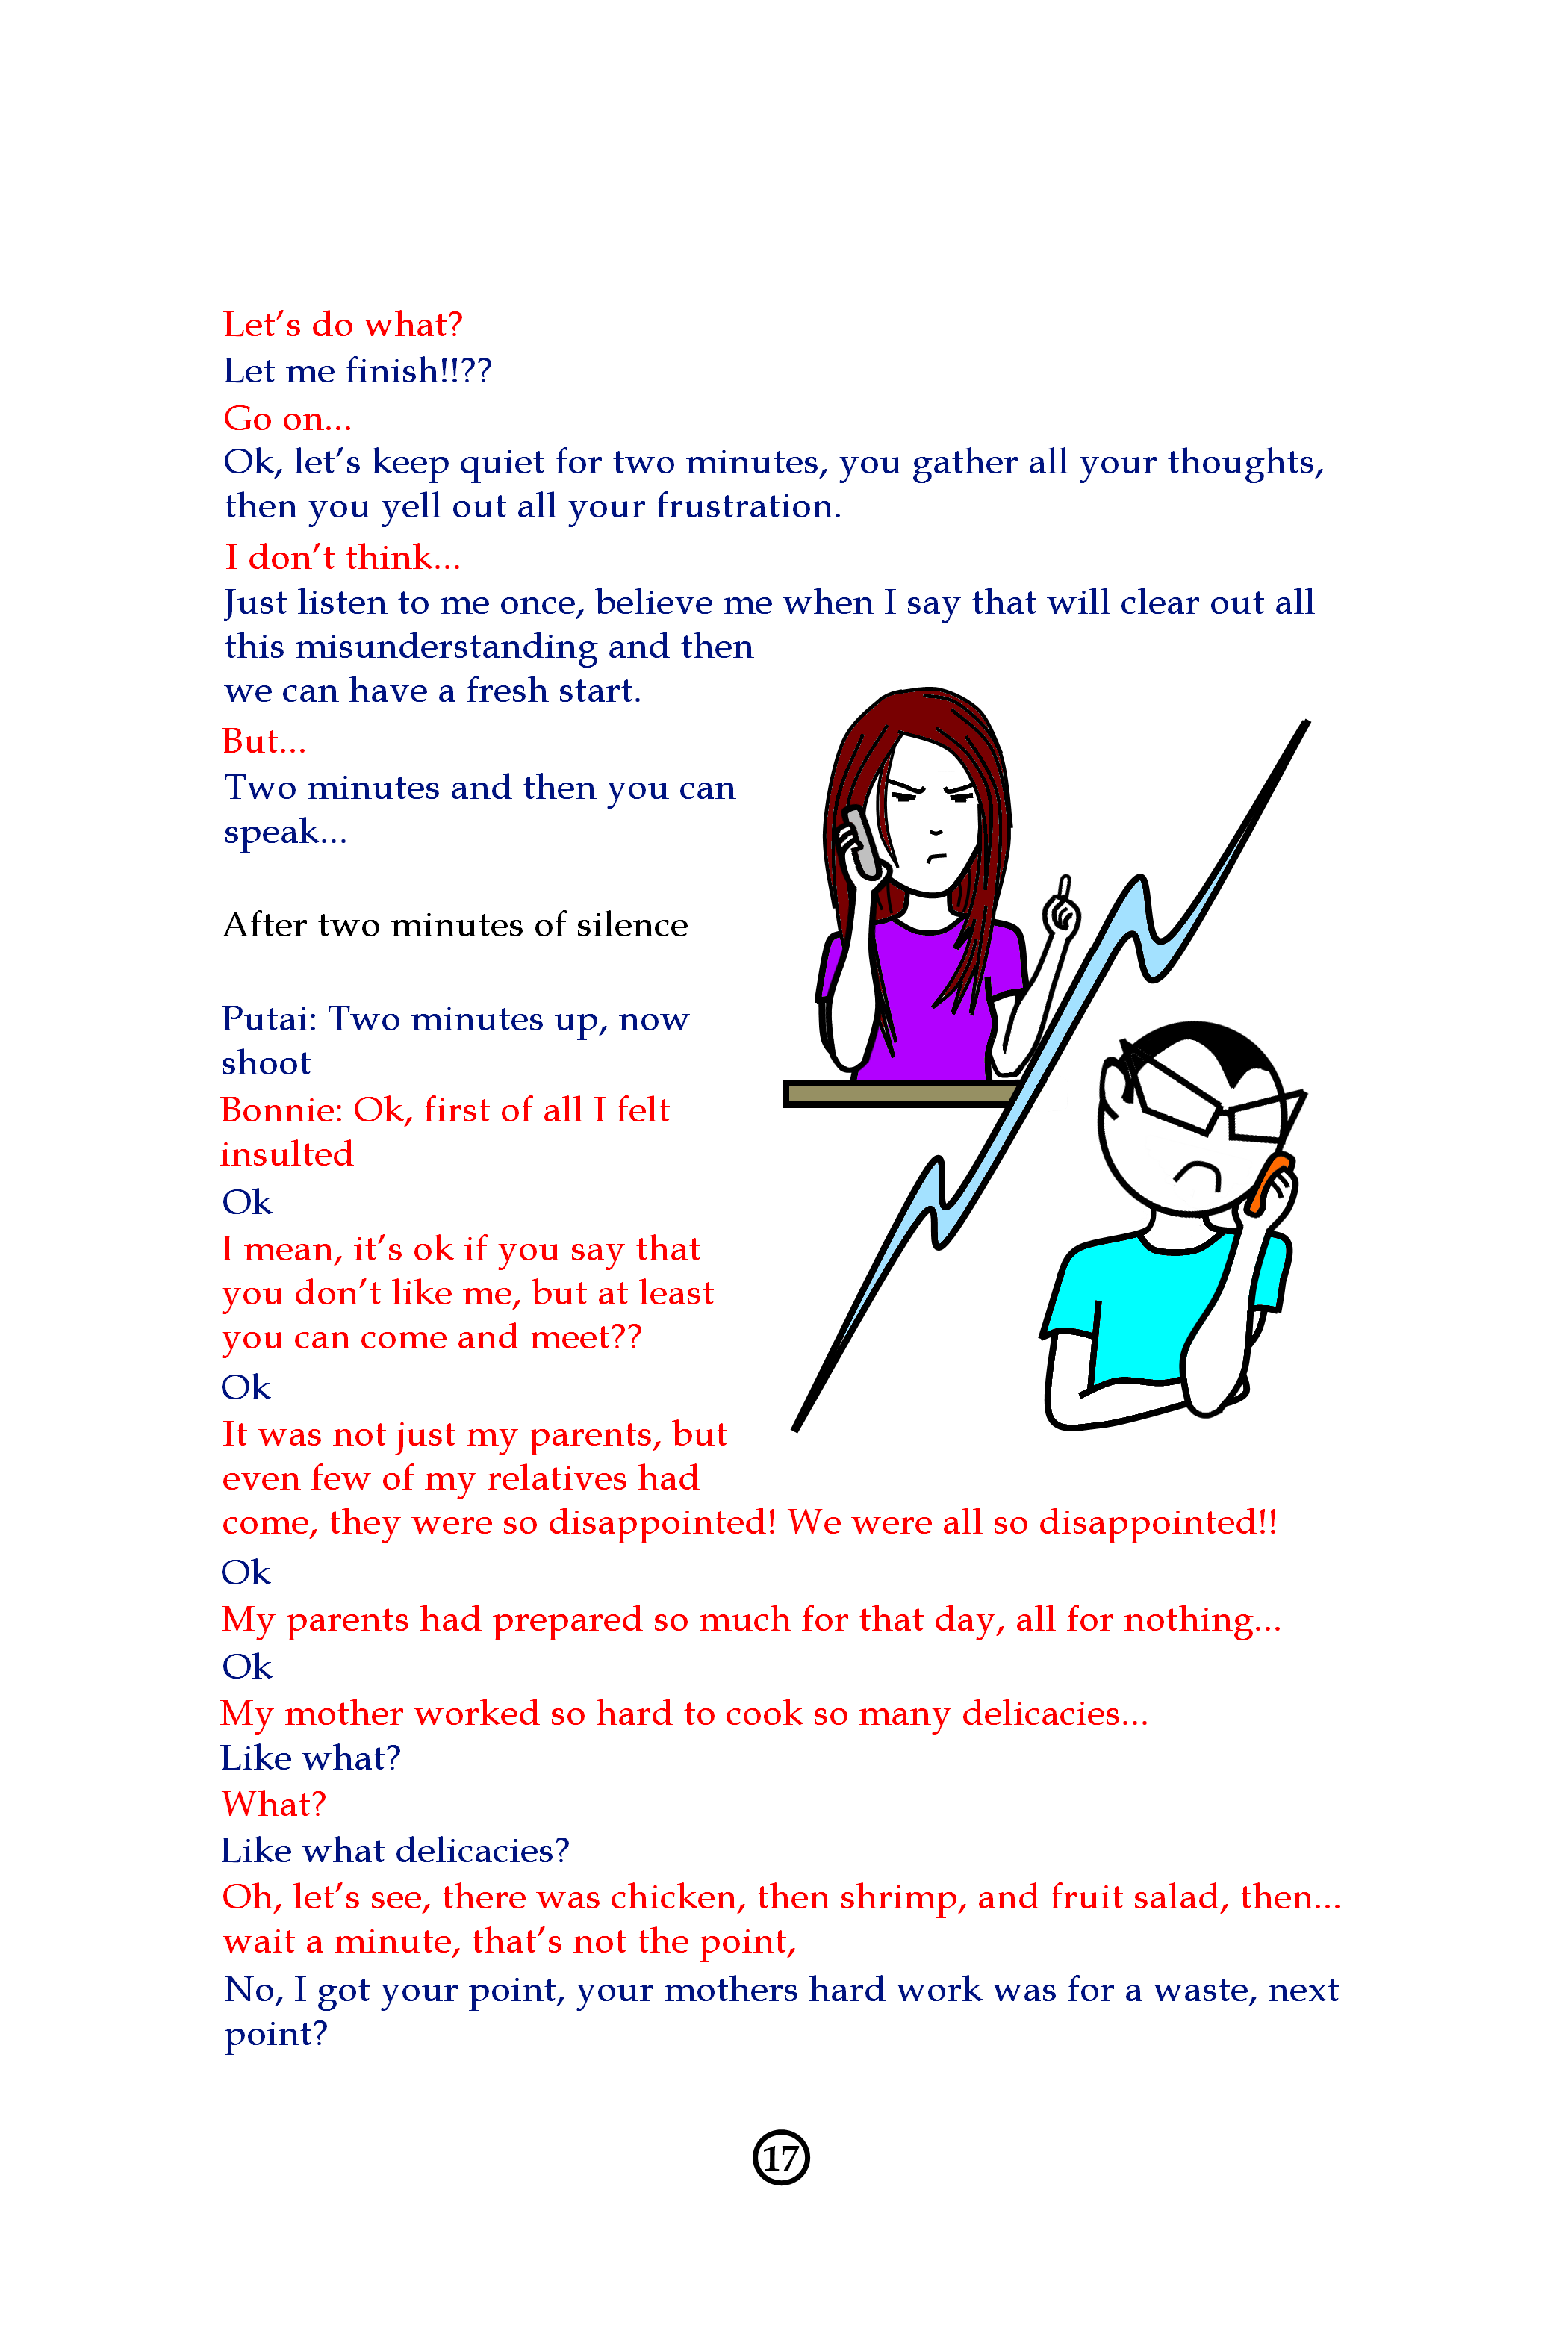 Let's do what?
Let me finish!!??
Go on...
Ok, let's keep quiet for two minutes, you gather all your thoughts,
then you yell out all your frustration.
I don't think...
Just listen to me once, believe me when I say that will clear out all
this misunderstanding and then
we can have a fresh start.
But...
Two minutes and then you can
speak...
After two minutes of silence
Putai: Two minutes up, now
shoot
Bonnie: Ok, first of all I felt
insulted
Ok
I mean, it's ok if you say that
you don't like me, but at least
you can come and meet??
Ok
It was not just my parents, but
even few of my relatives had
come, they were so disappointed! We were all so disappointed!!
Ok
My parents had prepared so much for that day, all for nothing...
Ok
My mother worked so hard to cook so many delicacies...
Like what?
What?
Like what delicacies?
Oh, let's see, there was chicken, then shrimp, and fruit salad, then...
wait a minute, that's not the point,
No, I got your point, your mothers hard work was for a waste, next
point?
17